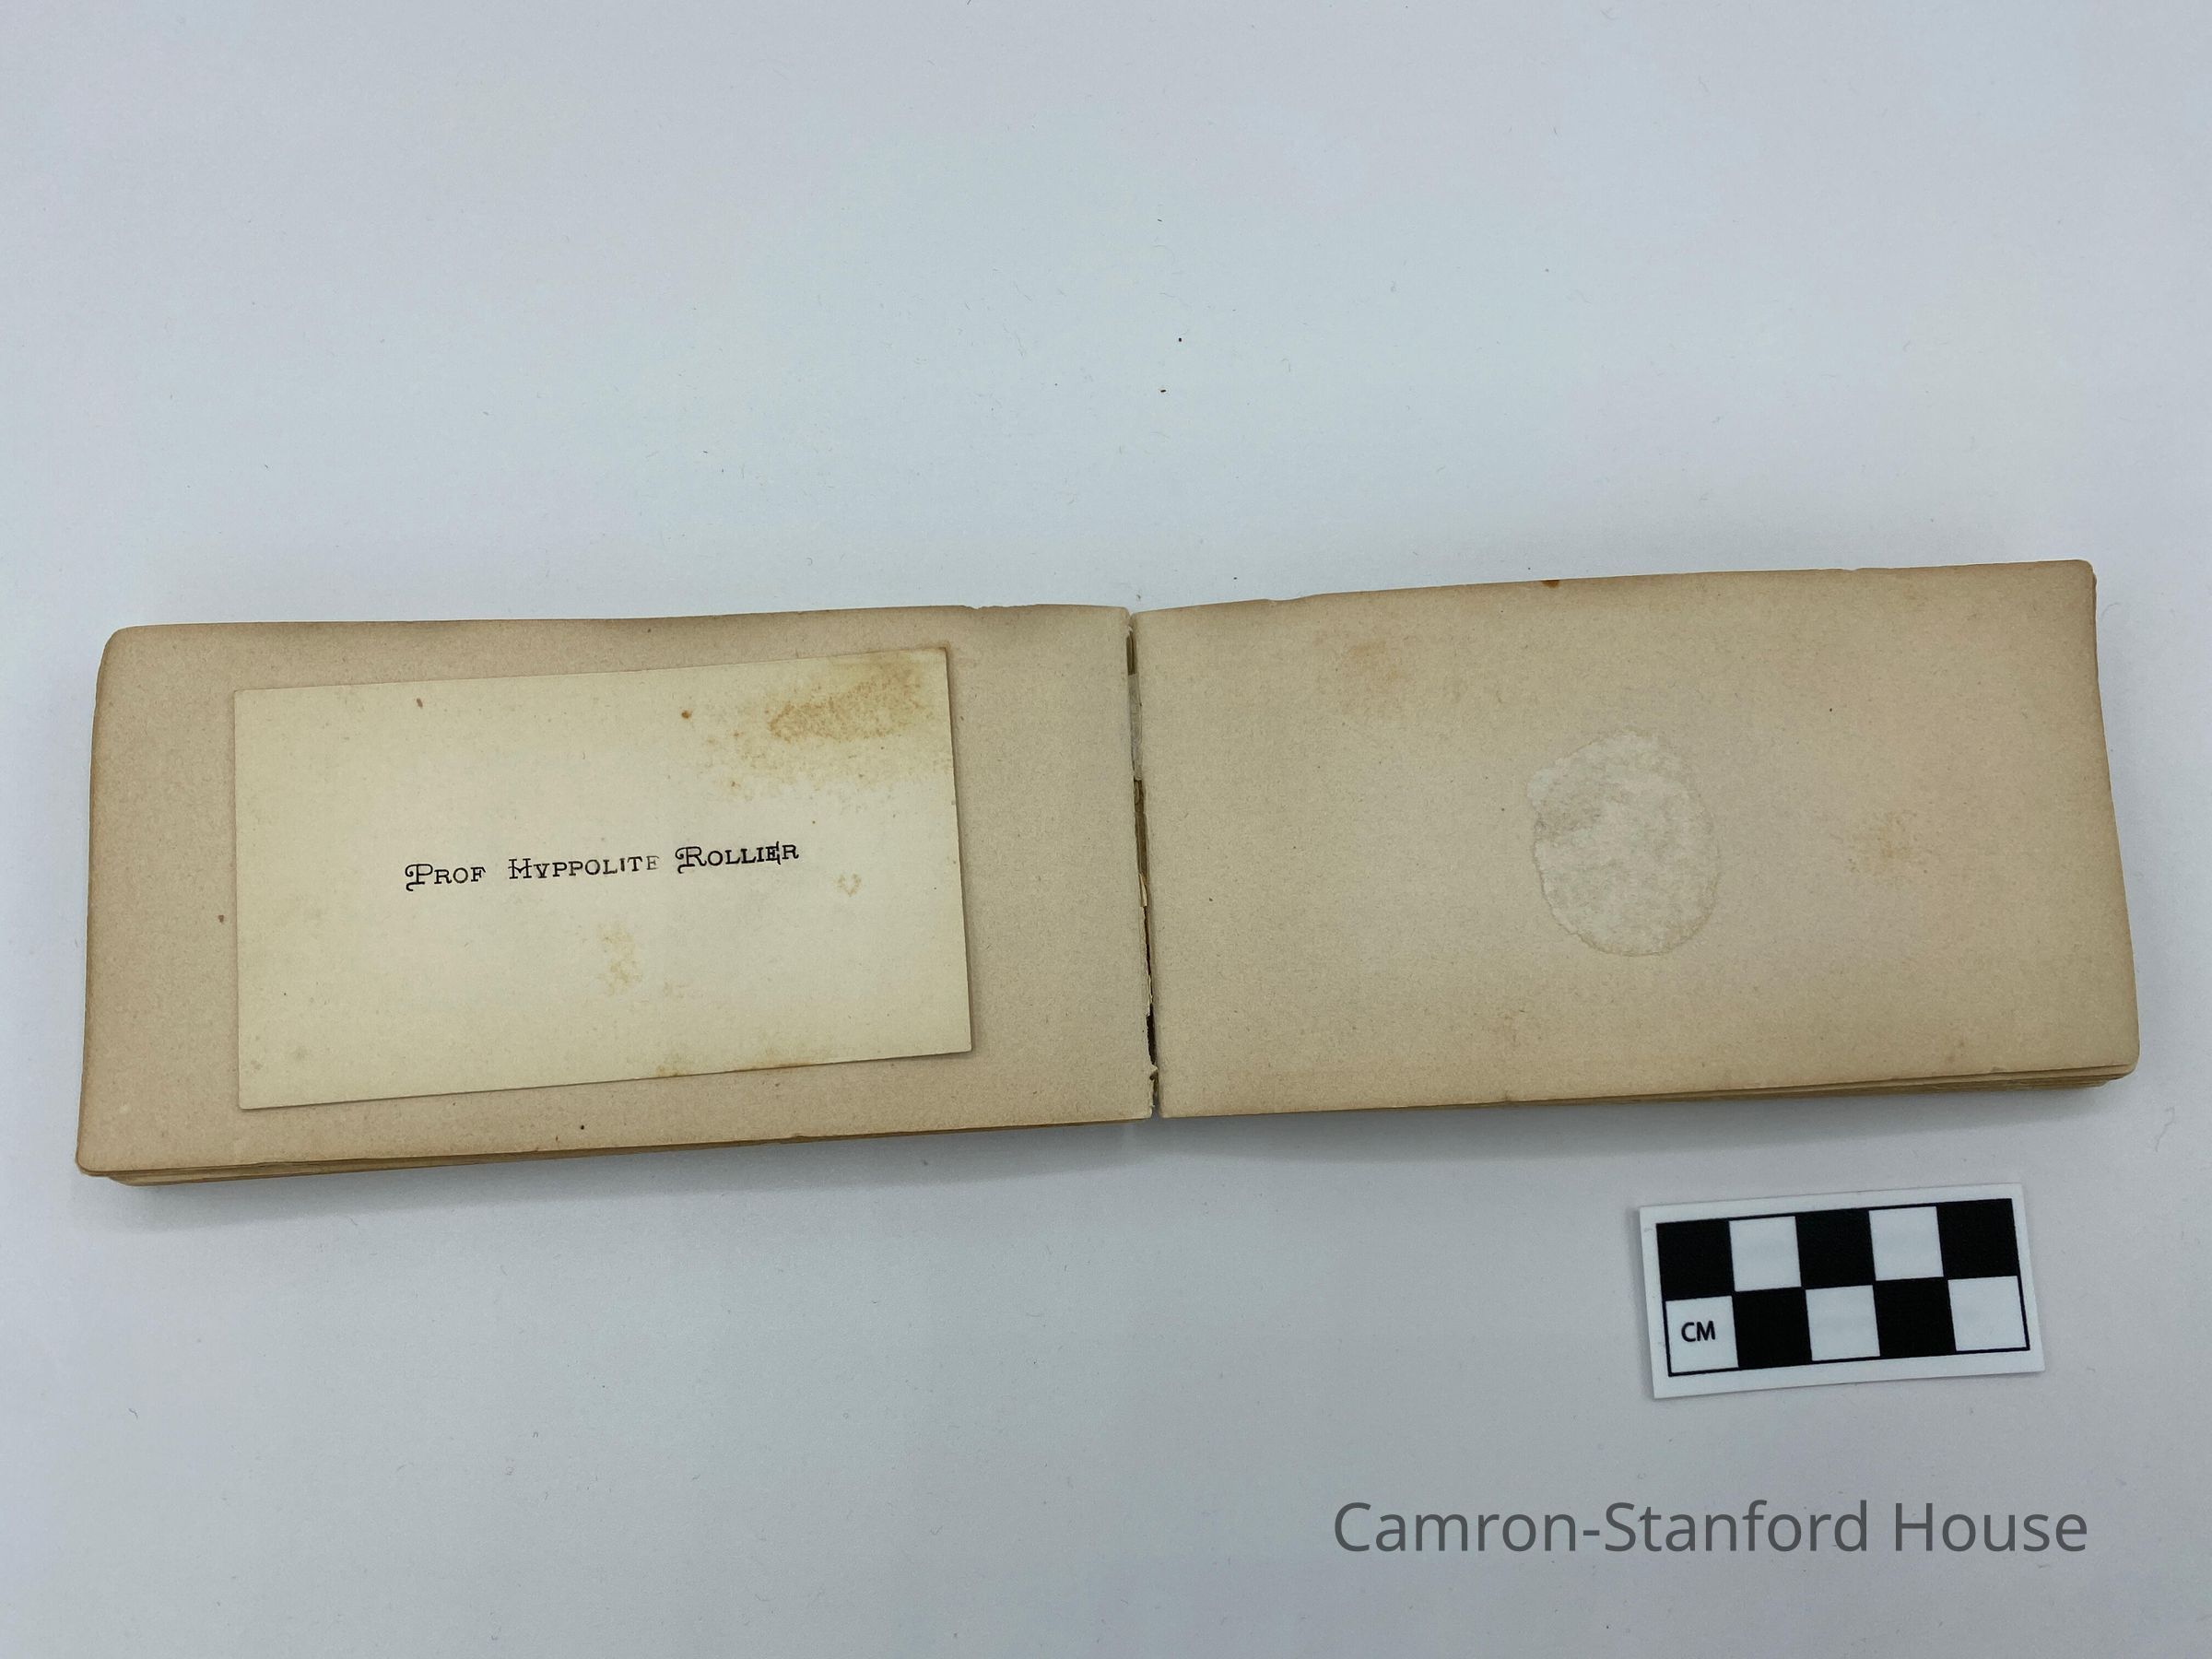 PROF HYPPOLITE ROLLIER
CM
Camron-Stanford House